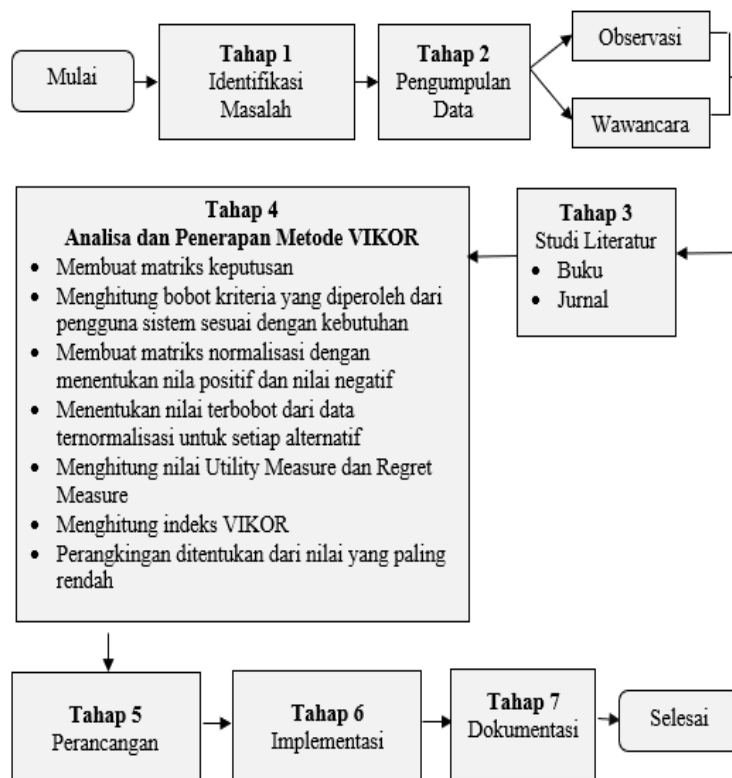 Mulai
Tahap 1
Identifikasi
Masalah
Tahap 2
Pengumpulan
Data
Observasi
Wawancara
Tahap 3
Studi Literatur
• Buku
• Jurnal
Tahap 4
Analisa dan Penerapan Metode VIKOR
• Membuat matriks keputusan
• Menghitung bobot kriteria yang diperoleh dari
pengguna sistem sesuai dengan kebutuhan
• Membuat matriks normalisasi dengan
menentukan nila positif dan nilai negatif
• Menentukan nilai terbobot dari data
ternormalisasi untuk setiap alternatif
• Menghitung nilai Utility Measure dan Regret
Measure
• Menghitung indeks VIKOR
• Perangkingan ditentukan dari nilai yang paling
rendah
Tahap 5
Perancangan
Tahap 6
Implementasi
Tahap 7
Dokumentasi
Selesai